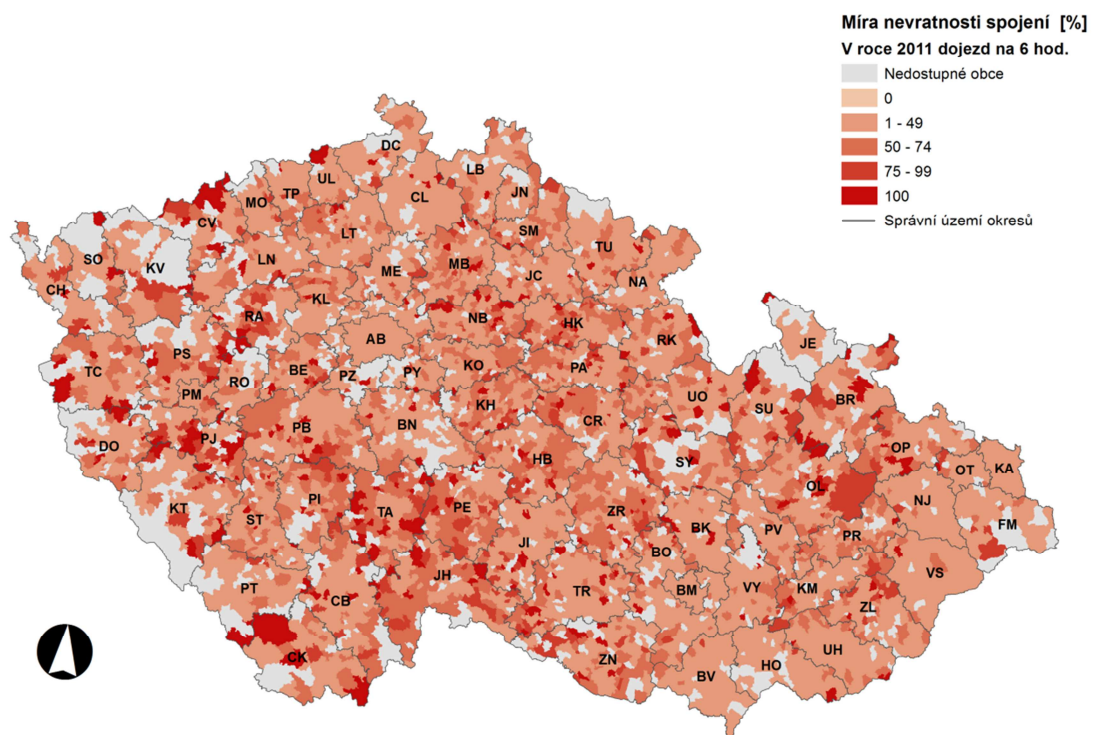 Míra nevratnosti spojení [%]
V roce 2011 dojezd na 6 hod.
Nedostupné obce
0
1 - 49
50 - 74
75 - 99
100
Správní území okresů
DC
LB
UL
TP
JN
MO
CL
CV
LT
SM
TU
SO
KV
LN
ME
MB
JC
NA
CH
KL
RA
NB
HK
AB
RK
JE
PS
TC
RO
BE
PZ
PY
KO
PA
PM
UO
SU
BR
KH
PJ
PB
BN
CR
DO
HB
SY
OP
OT
KA
OL
KT
ST
PI
TA
PE
ZR
NJ
FM
JI
BK
PV
PR
BO
VS
PT
JH
CB
TR
BM
VY
KM
ZL
CK
ZN
BV
HO
UH